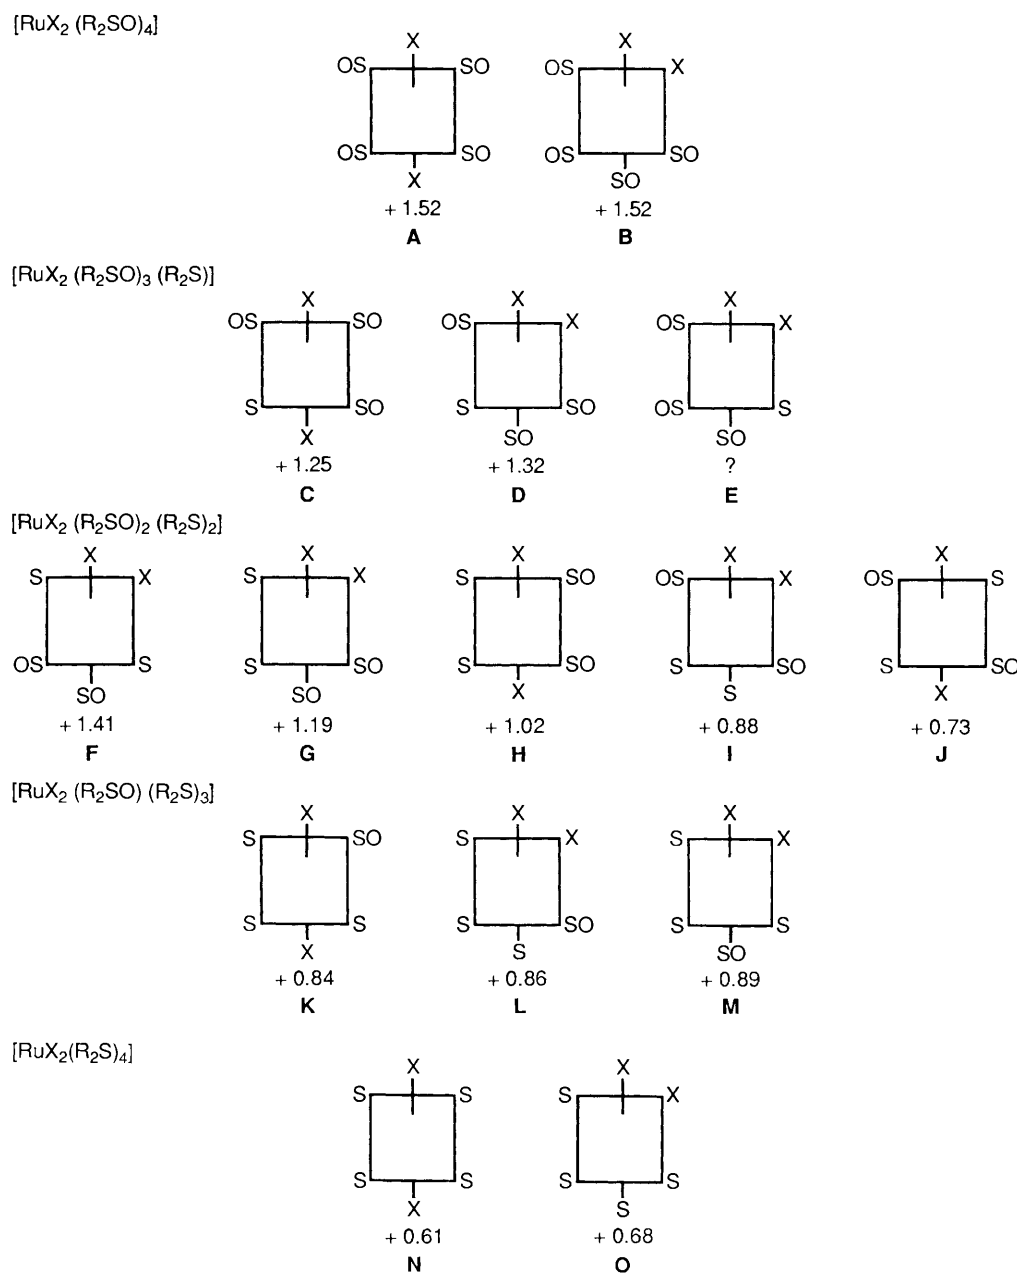 [RuX₂ (R₂SO)₄]
X X
OS SO OS X
OS SO OS SO
X SO
+ 1.52 + 1.52
A B
[RuX₂ (R₂SO)₃ (R₂S)]
X X X
OS SO OS X OS X
S SO S SO OS S
X SO SO
+ 1.25 + 1.32 ?
C D E
[RuX₂ (R₂SO)₂ (R₂S)₂]
X X X X X
S X S X S SO OS X OS S
OS S S SO S SO S SO S SO
SO SO X S X
+ 1.41 + 1.19 + 1.02 + 0.88 + 0.73
F G H I J
[RuX₂ (R₂SO) (R₂S)₃]
X X X
S SO S X S X
S S S SO S S
X S SO
+ 0.84 + 0.86 + 0.89
K L M
[RuX₂(R₂S)₄]
X X
S S S X
S S S S
X S
+ 0.61 + 0.68
N O